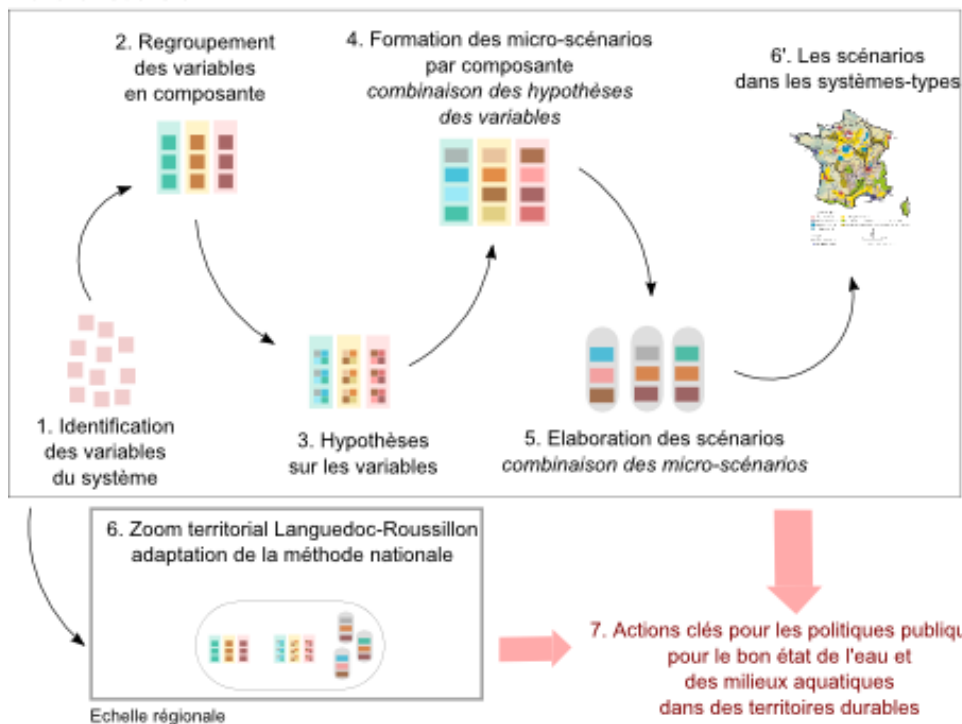 2. Regroupement
des variables
en composante
4. Formation des micro-scénarios
par composante
combinaison des hypothèses
des variables
6'. Les scénarios
dans les systèmes-types
1. Identification
des variables
du système
3. Hypothèses
sur les variables
5. Elaboration des scénarios
combinaison des micro-scénarios
6. Zoom territorial Languedoc-Roussillon
adaptation de la méthode nationale
Echelle régionale
7. Actions clés pour les politiques publiqu
pour le bon état de l'eau et
des milieux aquatiques
dans des territoires durables